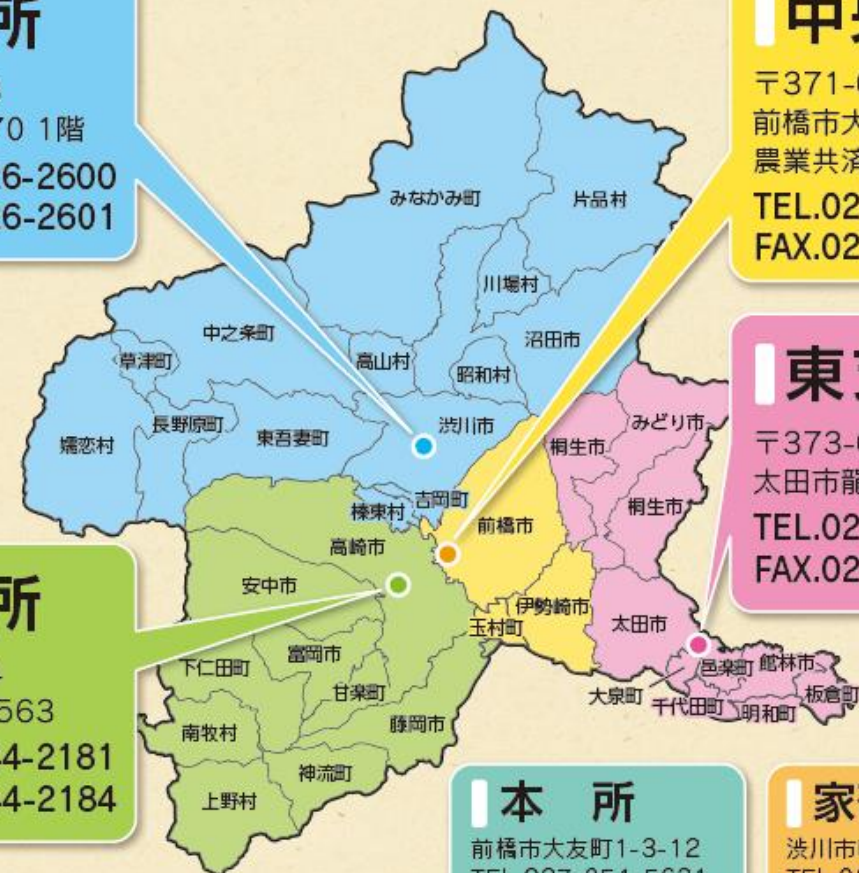 所
70 1階
6-2600
6-2601
中央
〒371-0
前橋市大
農業共済
TEL.02
FAX.02
みなかみ町
片品村
川場村
中之条町
沼田市
草津町
高山村
昭和村
嬬恋村
長野原町
東吾妻町
渋川市
みどり市
桐生市
榛東村
吉岡町
前橋市
桐生市
高崎市
安中市
伊勢崎市
玉村町
太田市
下仁田町
富岡市
甘楽町
邑楽町
館林市
大泉町
千代田町
明和町
板倉町
南牧村
藤岡市
神流町
上野村
東
〒373-0
太田市龍
TEL.02
FAX.02
所
563
4-2181
4-2184
本 所
前橋市大友町1-3-12
TEL.027-251-5631
家
渋川市